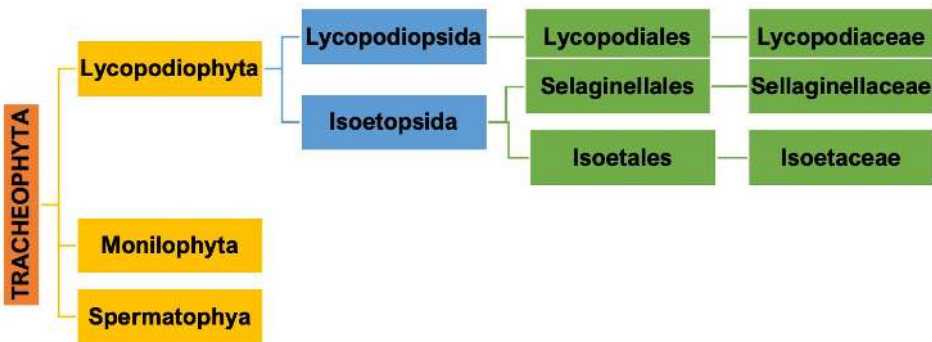 TRACHEOPHYTA
Lycopodiophyta
Lycopodiopsida
Lycopodiales
Lycopodiaceae
Isoetopsida
Selaginellales
Sellaginellaceae
Isoetales
Isoetaceae
Monilophyta
Spermatophya